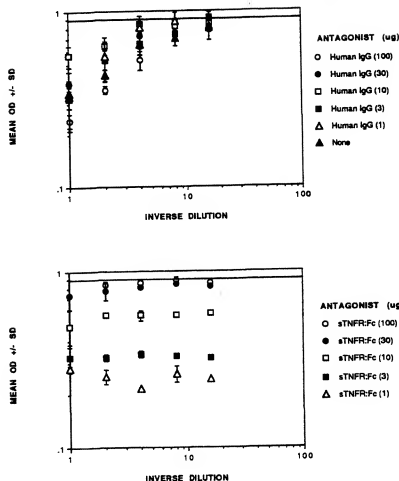 ANTAGONIST (ug)
Human IgG (100)
Human IgG (30)
Human IgG (10)
Human IgG (3)
Human IgG (1)
None
MEAN OD +/- SD
1
.1
1
10
100
INVERSE DILUTION
ANTAGONIST (ug
sTNFR:Fc (100)
sTNFR:Fc (30)
sTNFR:Fc (10)
sTNFR:Fc (3)
sTNFR:Fc (1)
MEAN OD +/- SD
1
.1
1
10
100
INVERSE DILUTION